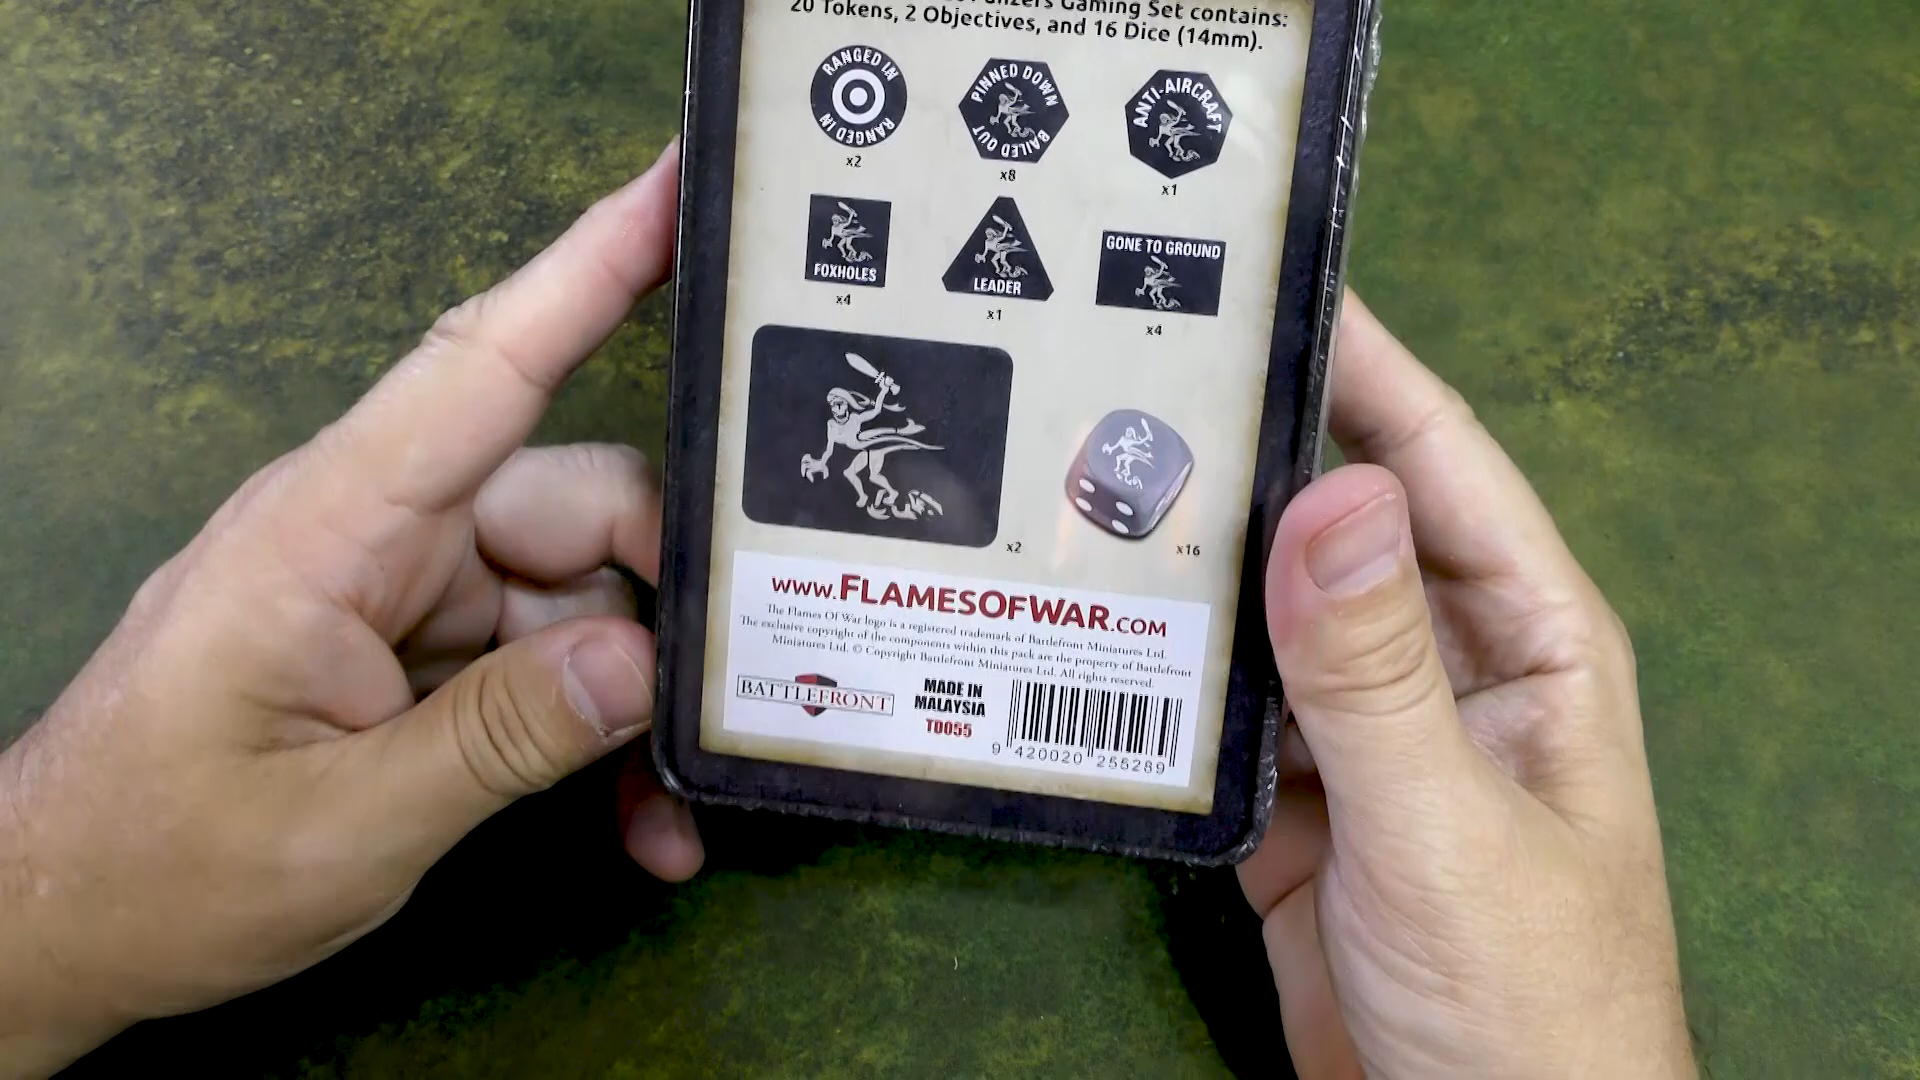 Gaming Set contains:
20 Tokens, 2 Objectives, and 16 Dice (14mm).
RANGED IN
RANGED IN
x2
PINNED DOWN
BAILED OUT
x8
ANTI-AIRCRAFT
x1
FOXHOLES
x4
LEADER
x1
GONE TO GROUND
x4
x2
x16
www.FLAMESOFWAR.COM
The Flames Of War logo is a registered trademark of Battlefront Miniatures Ltd.
The exclusive copyright of the components within this pack are the property of Battlefront
Miniatures Ltd. © Copyright Battlefront Miniatures Ltd. All rights reserved.
BATTLEFRONT
MADE IN
MALAYSIA
TD055
9 420020 255289